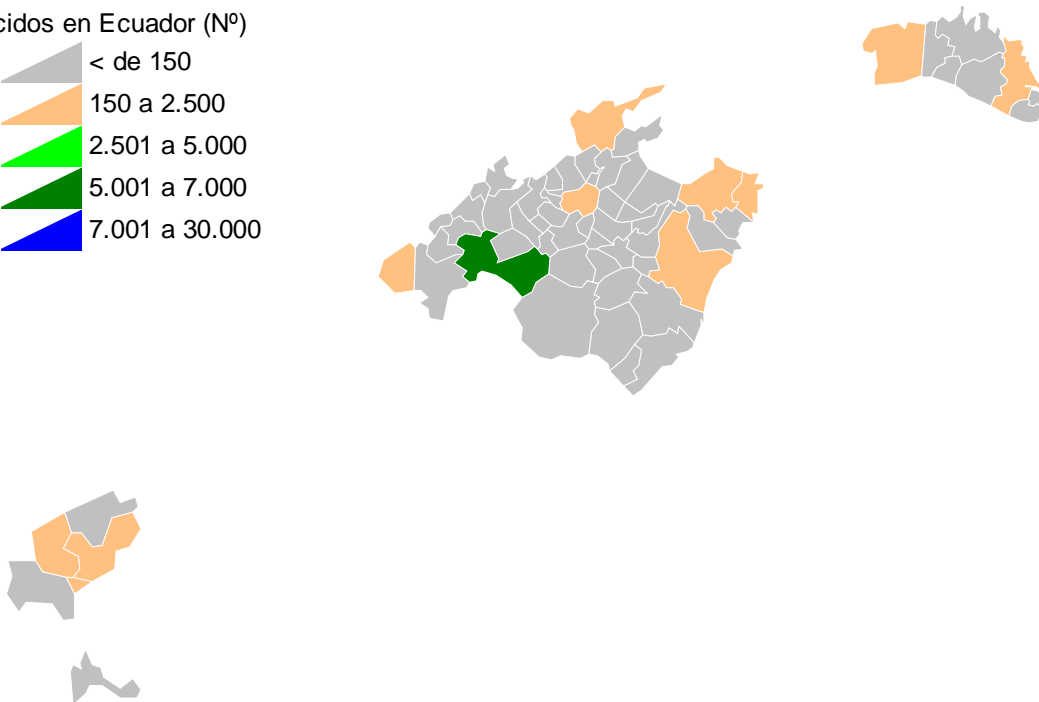 cidos en Ecuador (Nº)
< de 150
150 a 2.500
2.501 a 5.000
5.001 a 7.000
7.001 a 30.000